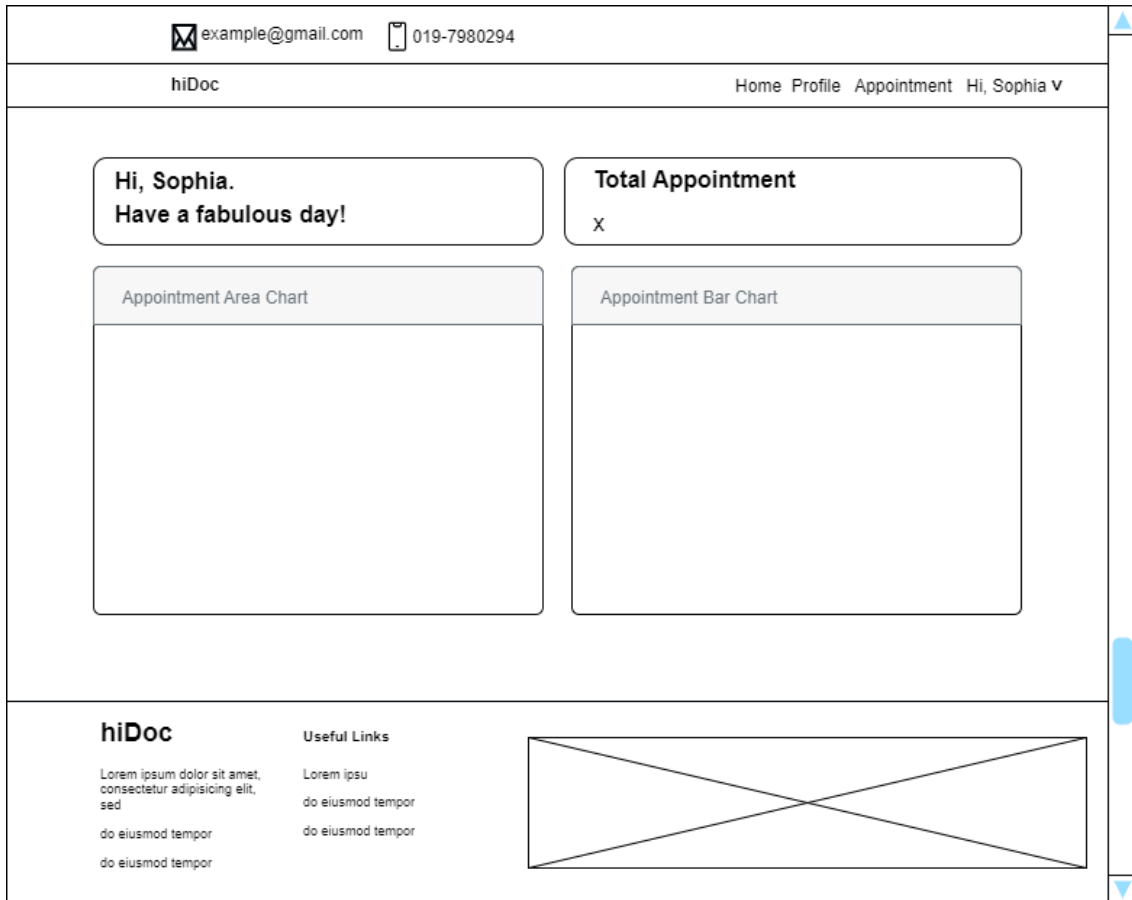 example@gmail.com 019-7980294
hiDoc Home Profile Appointment Hi, Sophia v
Hi, Sophia.
Have a fabulous day!
Total Appointment
X
Appointment Area Chart
Appointment Bar Chart
hiDoc
Lorem ipsum dolor sit amet,
consectetur adipisicing elit,
sed
do eiusmod tempor
do eiusmod tempor
Useful Links
Lorem ipsu
do eiusmod tempor
do eiusmod tempor